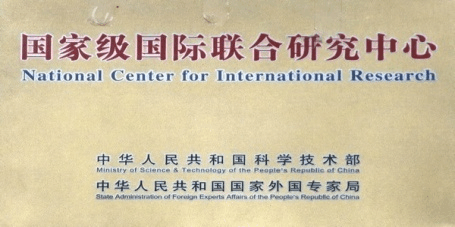 国家级国际联合研究中心
National Center for International Research
中华人民共和国科学技术部
Ministry of Science & Technology of the People's Republic of China
中华人民共和国国家外国专家局
State Administration of Foreign Experts Affairs of the People's Republic of China